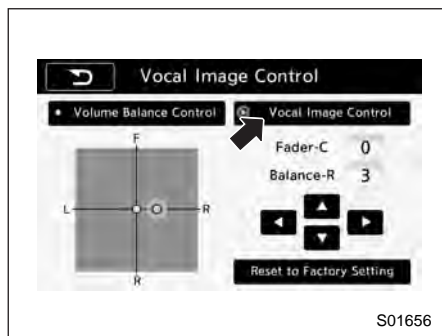 Vocal Image Control
Volume Balance Control
Vocal Image Control
F
Fader-C 0
Balance-R 3
L
R
R
Reset to Factory Setting
S01656